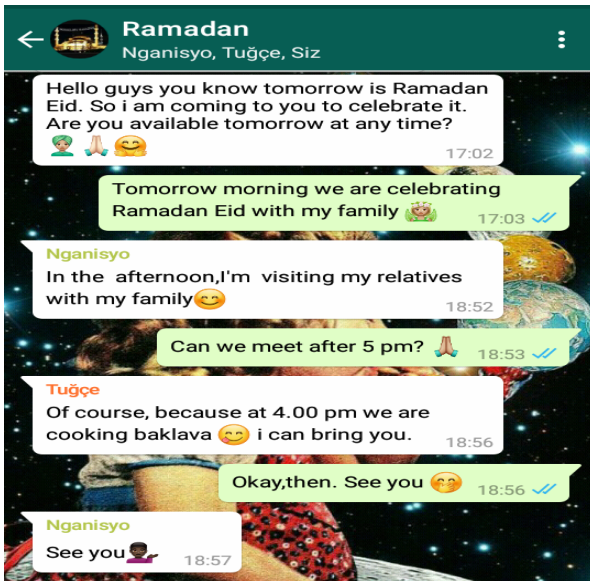 Ramadan
Nganisyo, Tuğçe, Siz
Hello guys you know tomorrow is Ramadan
Eid. So i am coming to you to celebrate it.
Are you available tomorrow at any time?
17:02
Tomorrow morning we are celebrating
Ramadan Eid with my family
17:03
Nganisyo
In the afternoon,I'm visiting my relatives
with my family
18:52
Can we meet after 5 pm?
18:53
Tuğçe
Of course, because at 4.00 pm we are
cooking baklava i can bring you.
18:56
Okay,then. See you
18:56
Nganisyo
See you
18:57